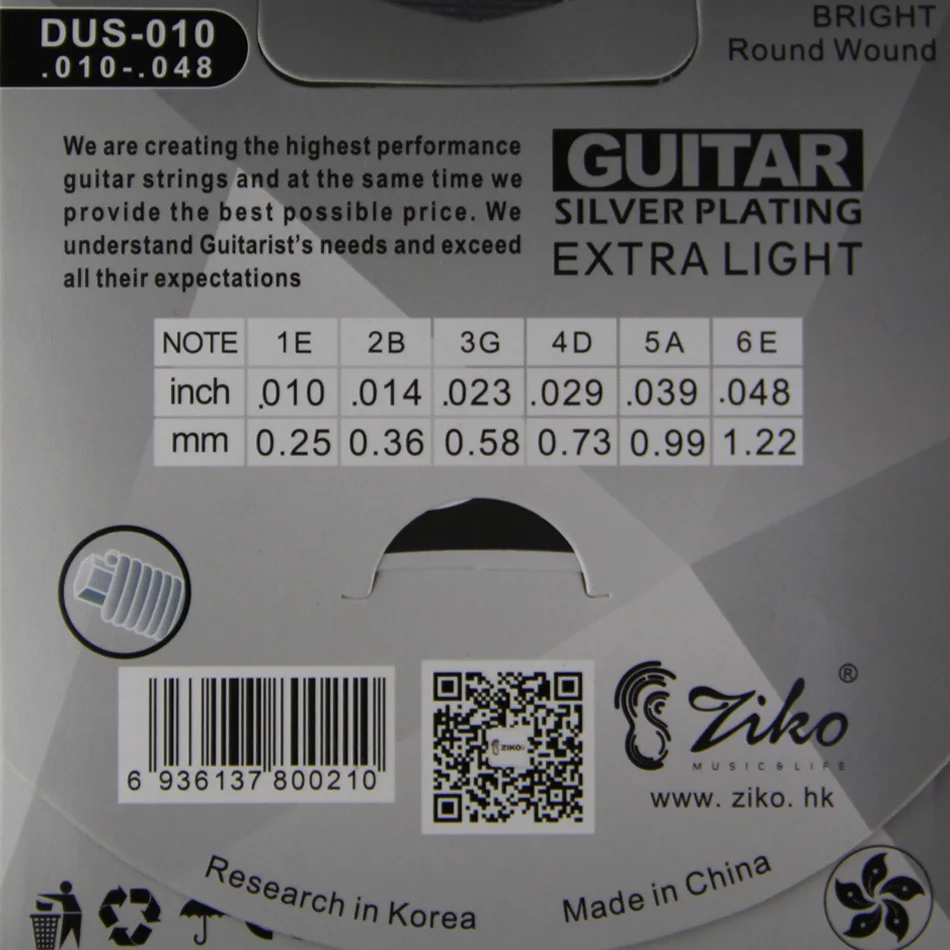 DUS-010
.010-.048
BRIGHT
Round Wound
We are creating the highest performance
guitar strings and at the same time we
provide the best possible price. We
understand Guitarist's needs and exceed
all their expectations
GUITAR
SILVER PLATING
EXTRA LIGHT
NOTE 1E 2B 3G 4D 5A 6E
inch .010 .014 .023 .029 .039 .048
mm 0.25 0.36 0.58 0.73 0.99 1.22
6 936137 800210
ZIKO
Ziko ®
MUSIC & LIFE
www. ziko. hk
Research in Korea
Made in China